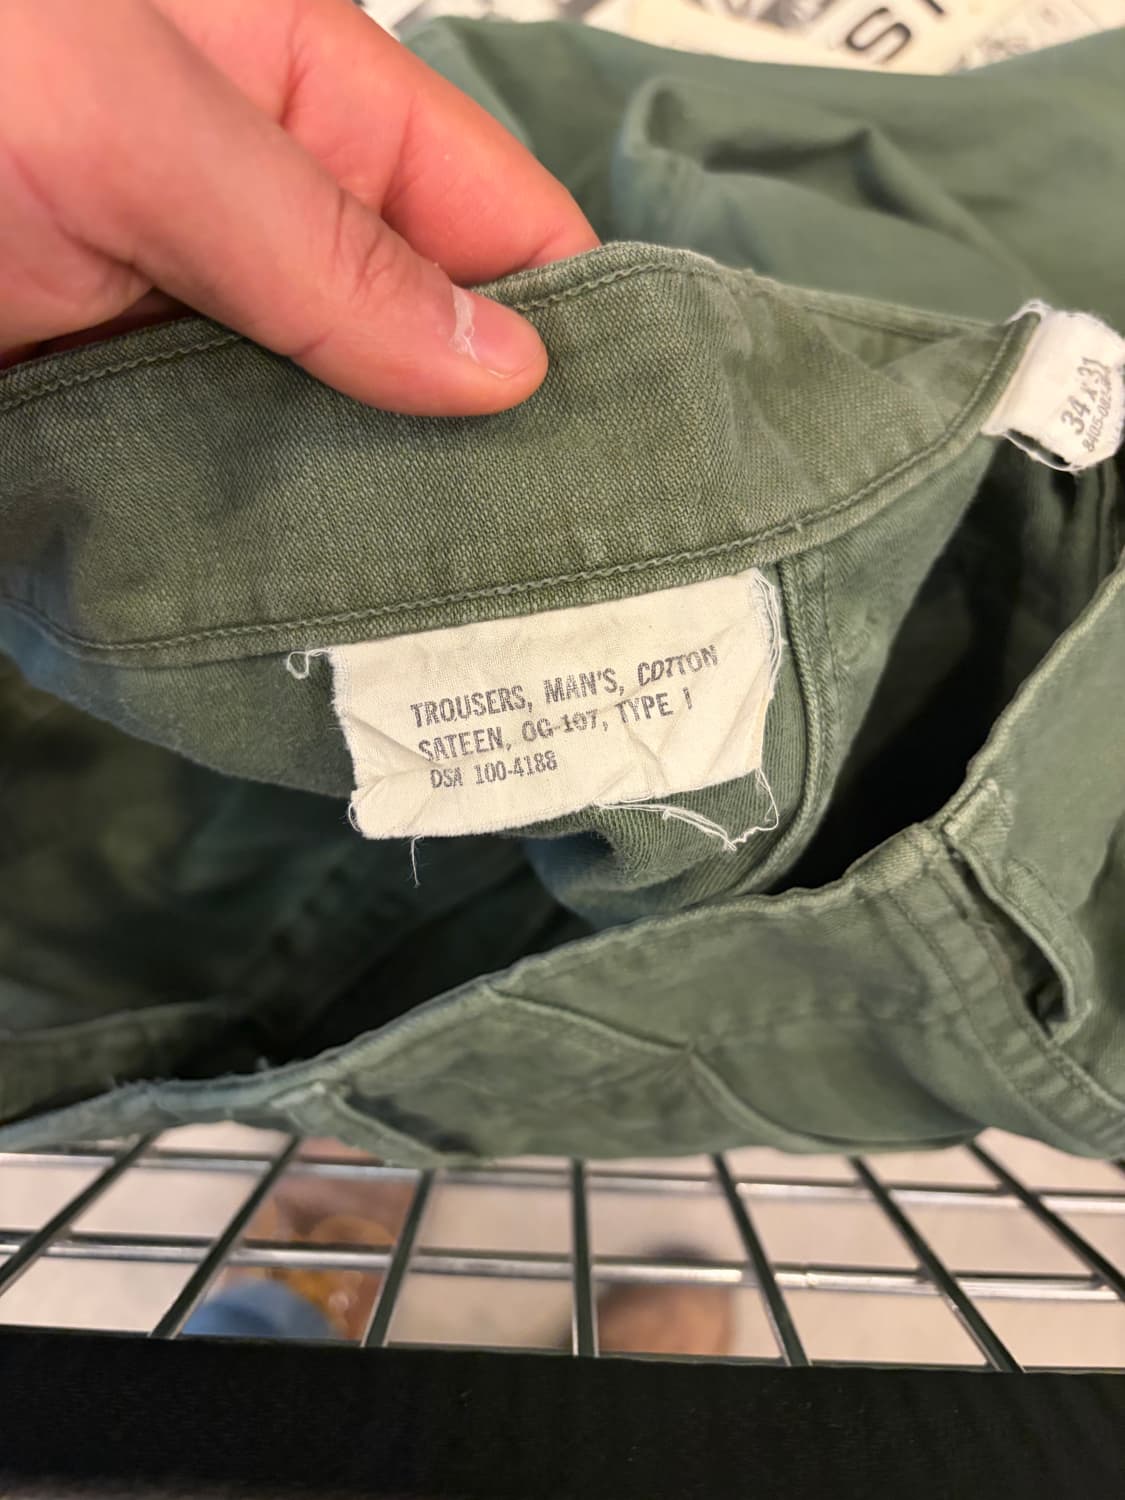 TROUSERS, MAN'S, COTTON
SATEEN, OG-107, TYPE I
DSA 100-4188
34 X 31